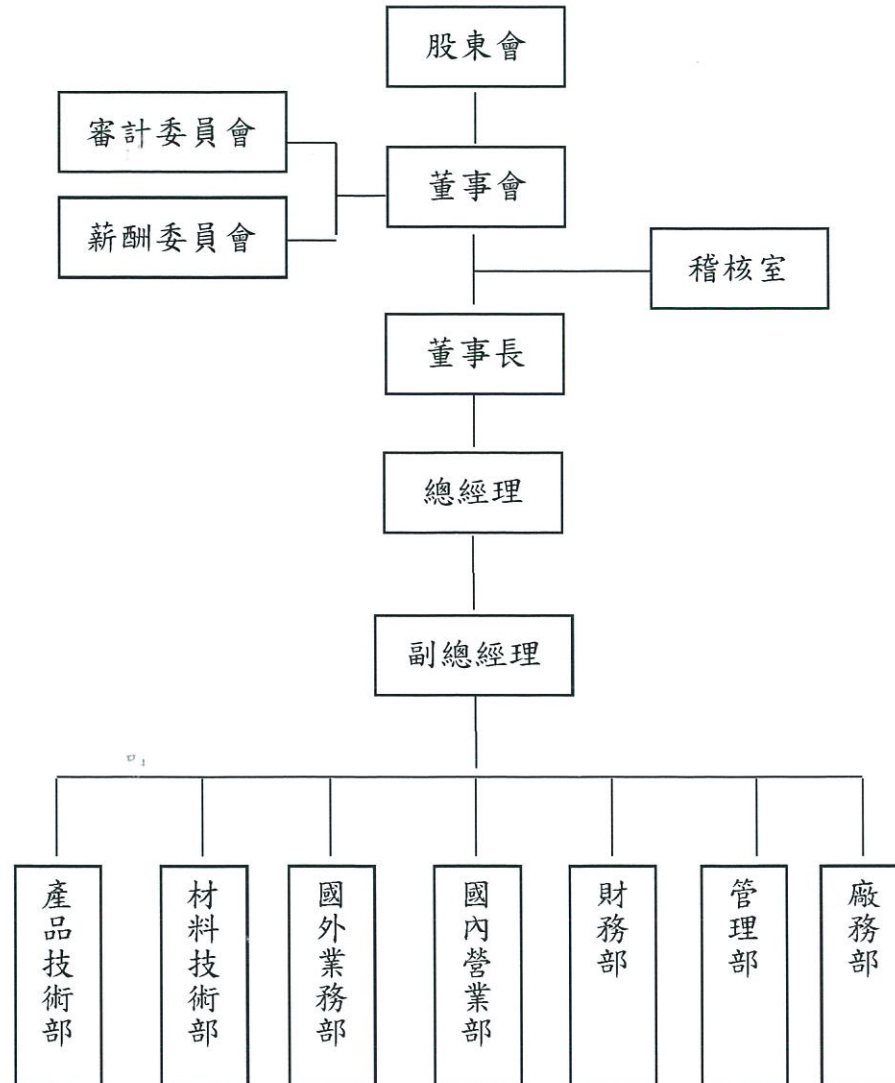 股東會
審計委員會
董事會
薪酬委員會
稽核室
董事長
總經理
副總經理
產品技術部
材料技術部
國外業務部
國內營業部
財務部
管理部
廠務部